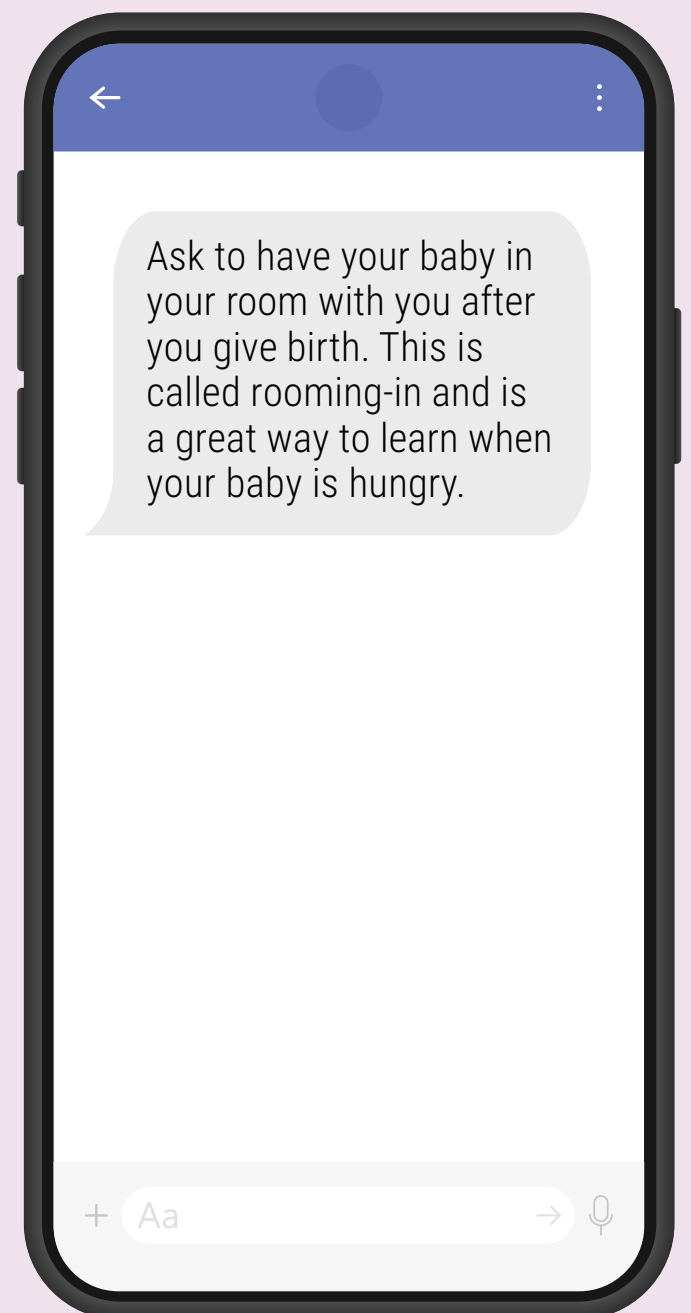 Ask to have your baby in
your room with you after
you give birth. This is
called rooming-in and is
a great way to learn when
your baby is hungry.
Aa